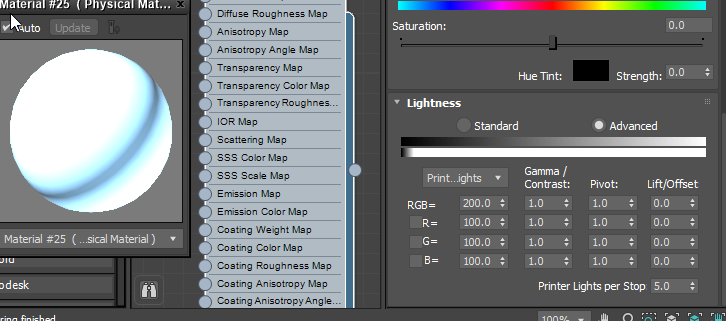 Material #25 ( Physical Mat...
Auto
Update
Material #25 ( ...sical Material )
odesk
ring finished
Diffuse Roughness Map
Anisotropy Map
Anisotropy Angle Map
Transparency Map
Transparency Color Map
Transparency Roughnes...
IOR Map
Scattering Map
SSS Color Map
SSS Scale Map
Emission Map
Emission Color Map
Coating Weight Map
Coating Color Map
Coating Roughness Map
Coating Anisotropy Map
Coating Anisotropy Angle...
Saturation: 0.0
Hue Tint: Strength: 0.0
Lightness
Standard Advanced
Print...ights Gamma / Contrast: Pivot: Lift/Offset
RGB= 200.0 1.0 1.0 0.0
R= 100.0 1.0 1.0 0.0
G= 100.0 1.0 1.0 0.0
B= 100.0 1.0 1.0 0.0
Printer Lights per Stop 5.0
100%